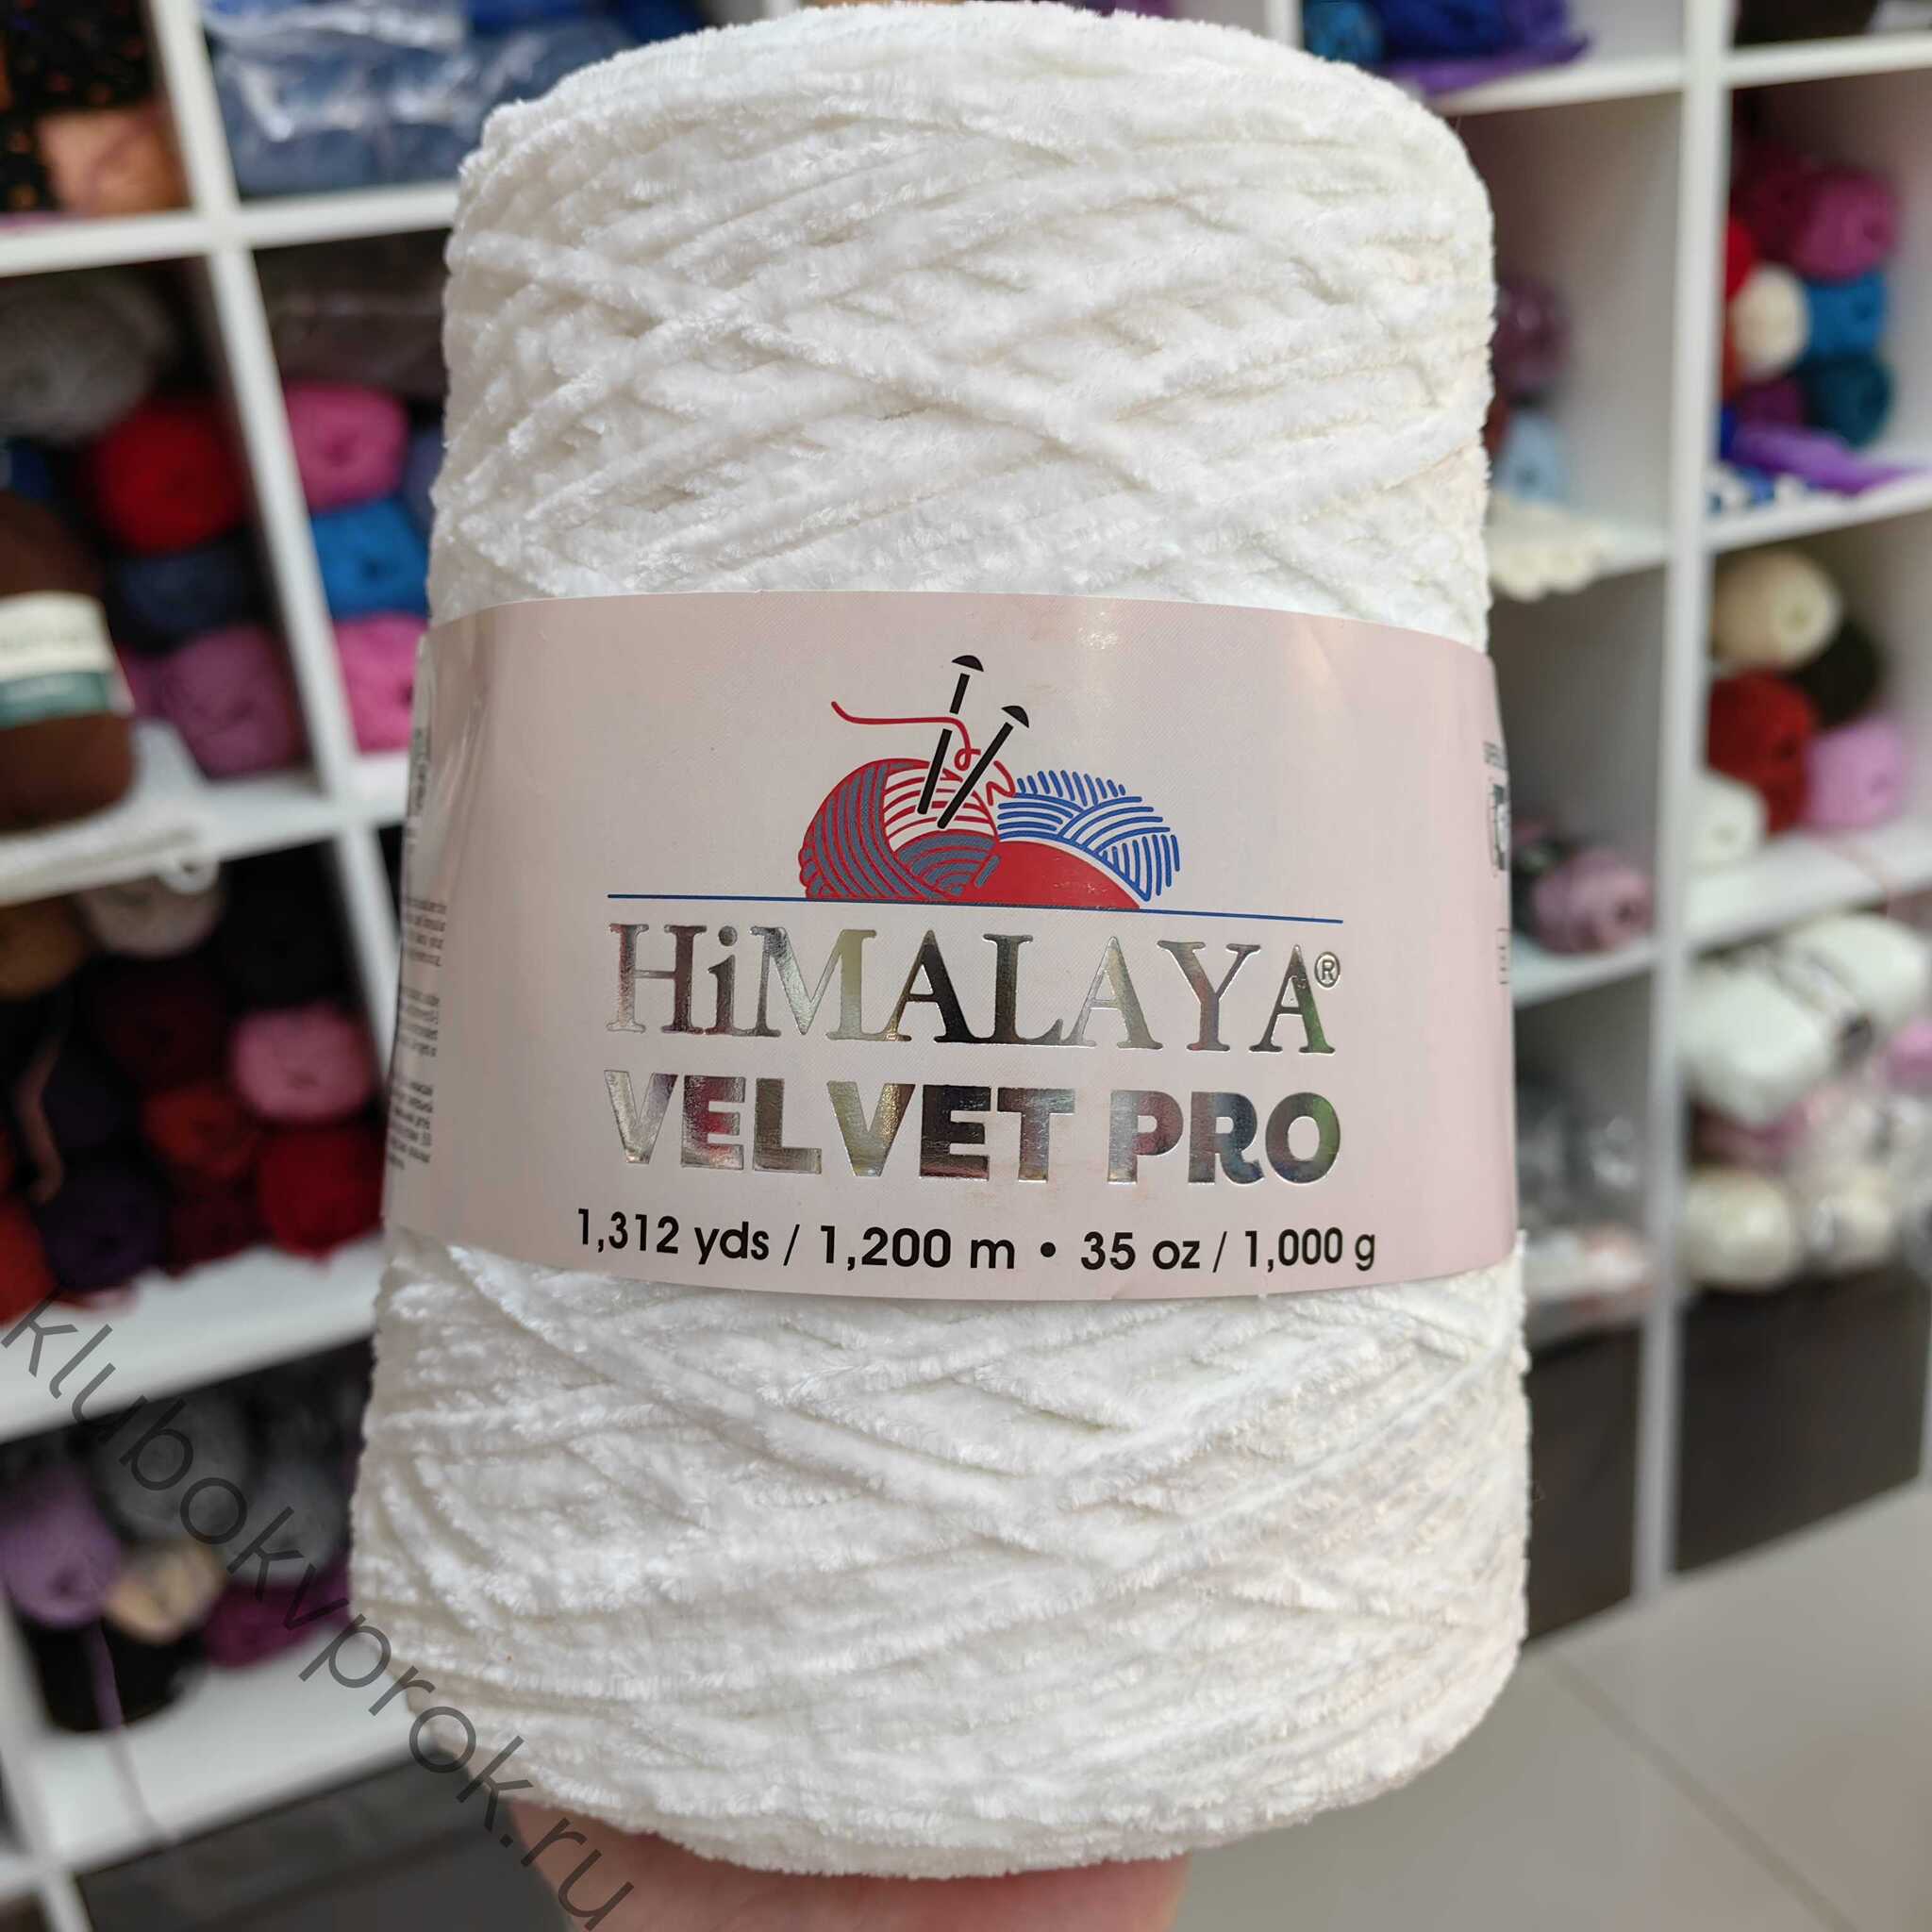 HiMALAYA®
VELVET PRO
1,312 yds / 1,200 m • 35 oz / 1,000 g
klubokvprok.ru